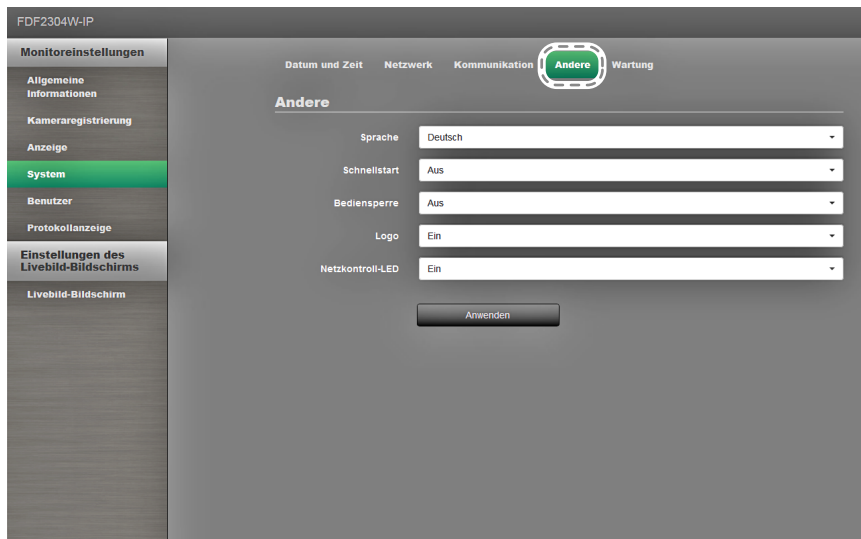 FDF2304W-IP
Monitoreinstellungen
Allgemeine
Informationen
Kameraregistrierung
Anzeige
System
Benutzer
Protokollanzeige
Einstellungen des
Livebild-Bildschirms
Livebild-Bildschirm
Datum und Zeit Netzwerk Kommunikation Andere Wartung
Andere
Sprache Deutsch
Schnellstart Aus
Bediensperre Aus
Logo Ein
Netzkontroll-LED Ein
Anwenden